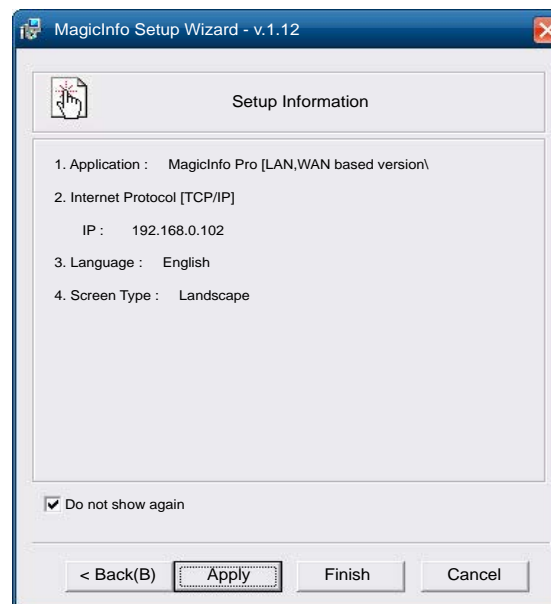 MagicInfo Setup Wizard - v.1.12
Setup Information
1. Application : MagicInfo Pro [LAN,WAN based version\
2. Internet Protocol [TCP/IP]
IP : 192.168.0.102
3. Language : English
4. Screen Type : Landscape
Do not show again
< Back(B) Apply Finish Cancel